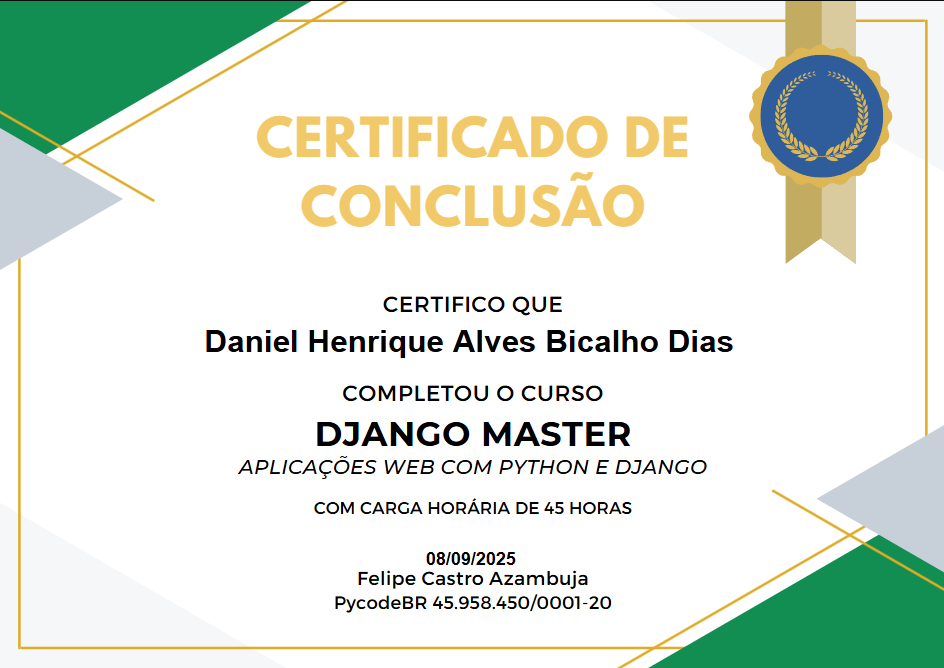 CERTIFICADO DE
CONCLUSÃO
CERTIFICO QUE
Daniel Henrique Alves Bicalho Dias
COMPLETOU O CURSO
DJANGO MASTER
APLICAÇÕES WEB COM PYTHON E DJANGO
COM CARGA HORÁRIA DE 45 HORAS
08/09/2025
Felipe Castro Azambuja
PycodeBR 45.958.450/0001-20